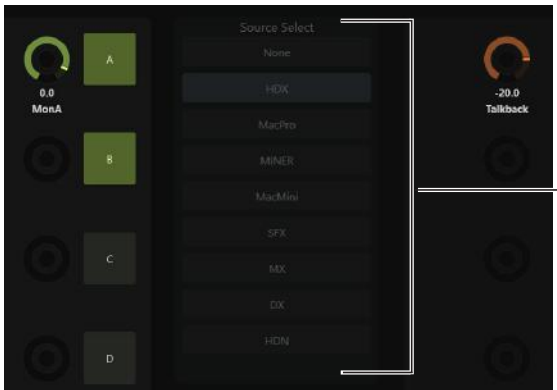 Source Select
None
A
HDX
0.0
MonA
-20.0
Talkback
MacPro
B
MiNER
MacMini
SFX
C
MX
DX
HDN
D